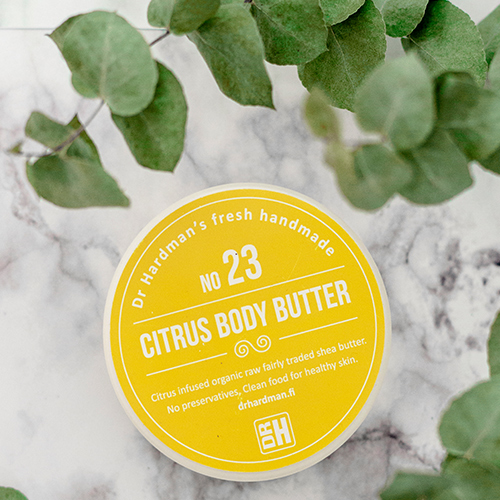 Dr Hardman's fresh handmade
NO 23
CITRUS BODY BUTTER
Citrus infused organic raw fairly traded shea butter.
No preservatives. Clean food for healthy skin.
drhardman.fi
DR H